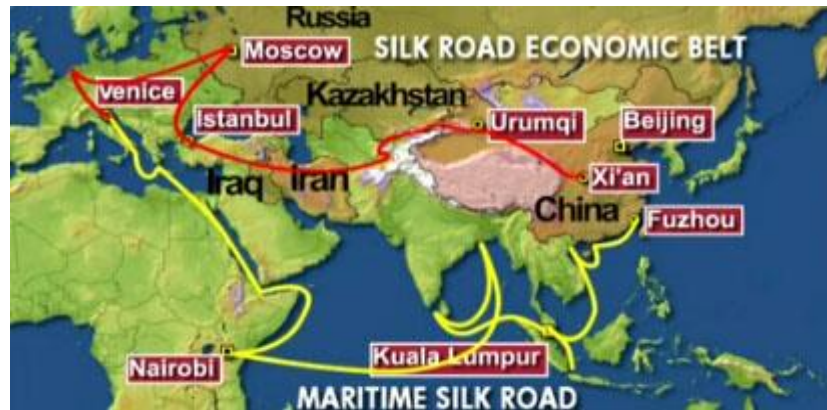 Russia
Moscow
SILK ROAD ECONOMIC BELT
venice
Kazakhstan
istanbul
Urumqi
Beijing
Iraq
iran
Xi'an
China
Fuzhou
Nairobi
Kuala Lumpur
MARITIME SILK ROAD